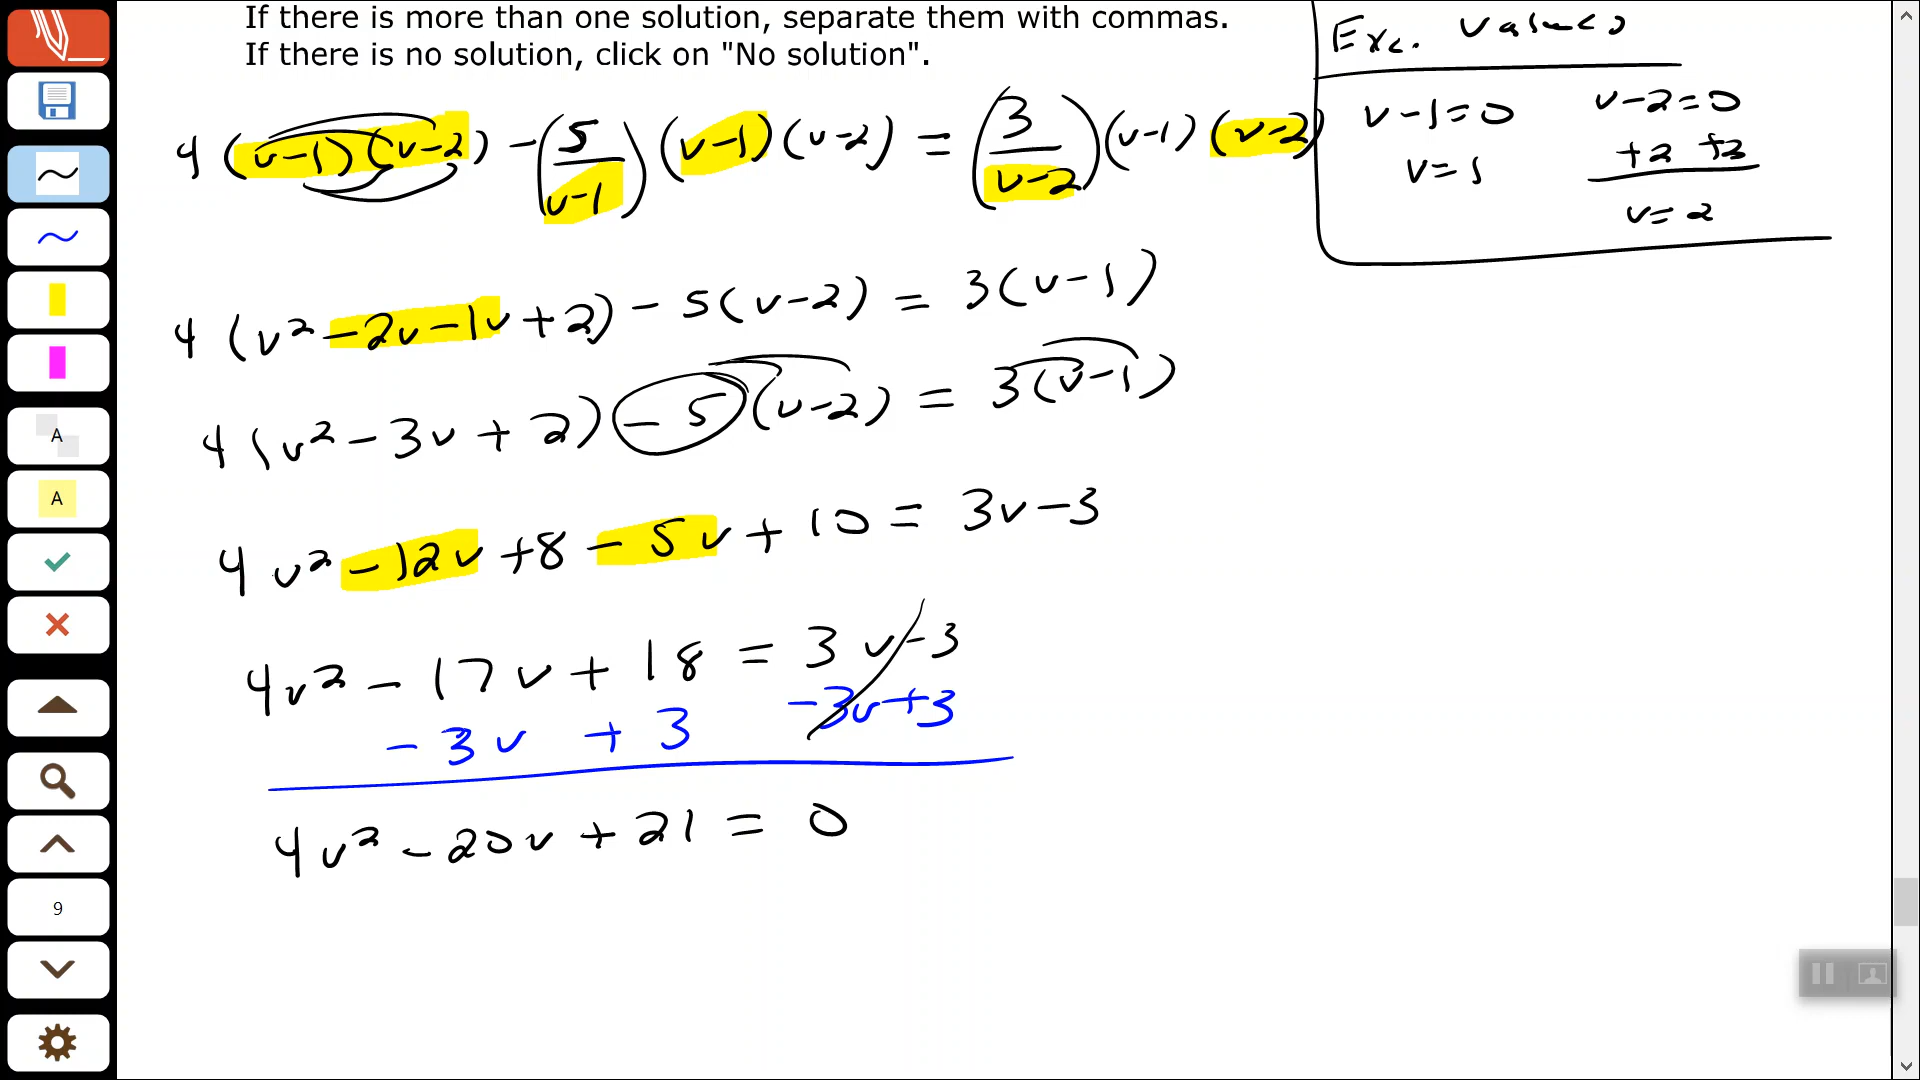 If there is more than one solution, separate them with commas.
If there is no solution, click on "No solution".
Exc. values
v-1=0 v-2=0
+2 +2
v=1
v=2
4(v-1)(v-2) - (5/(v-1))(v-1)(v-2) = (3/(v-2))(v-1)(v-2)
4(v² -2v-1v+2) - 5(v-2) = 3(v-1)
4(v²-3v+2) -5(v-2) = 3(v-1)
4v² -12v +8 -5v +10 = 3v-3
4v² -17v +18 = 3v-3
-3v +3 -3v+3
4v² -20v +21 = 0
A
A
9